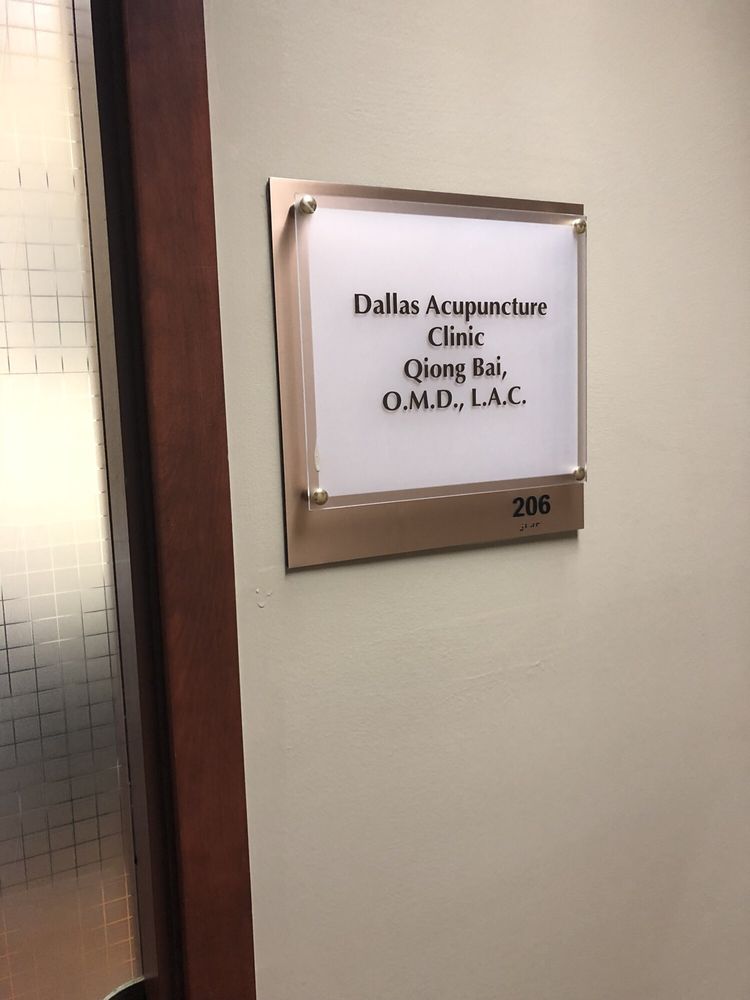 Dallas Acupuncture
Clinic
Qiong Bai,
O.M.D., L.A.C.
206